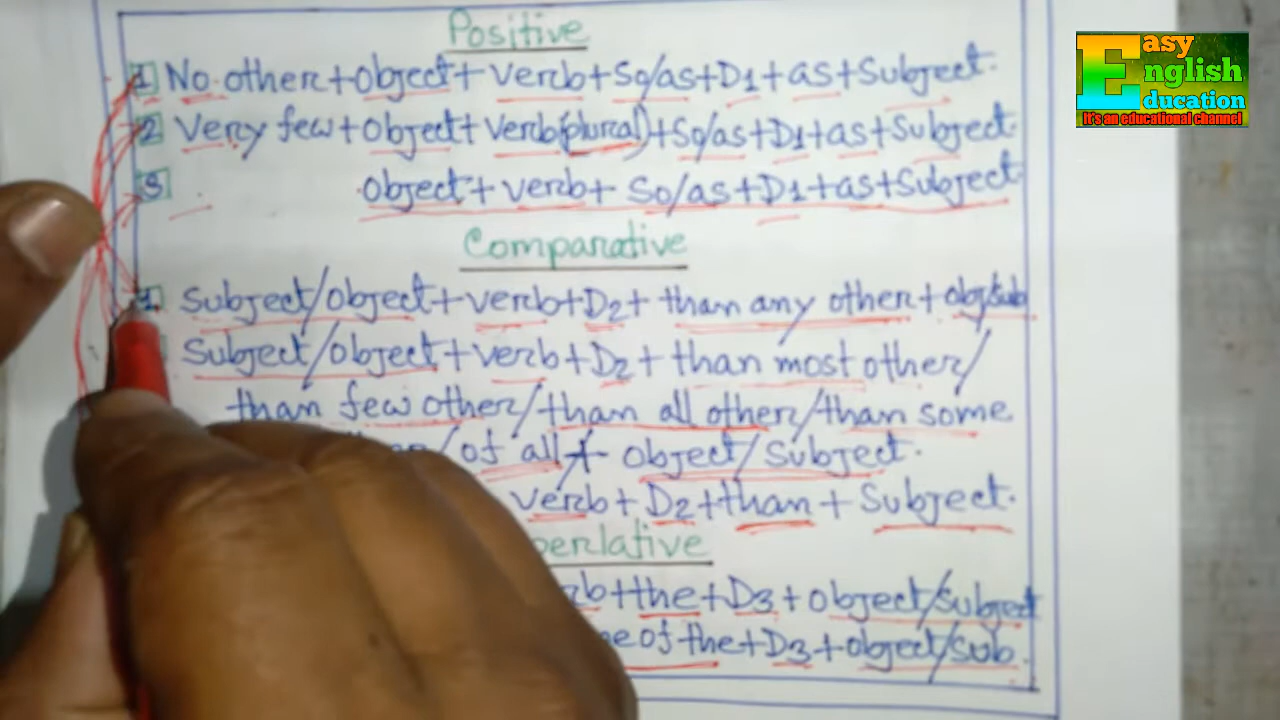 Positive
1 No other+object+verb+So/as+D1+as+Subject.
2 Very few+object+verb(plural)+So/as+D1+as+Subject.
3 object+verb+ So/as+D1+as+Subject
Comparative
1 Subject/object+verb+D2+than any other+obj/sub
Subject/object+verb+D2+than most other/
than few other/than all other/than some
/of all+ object/Subject.
verb+D2+than+Subject.
perlative
+the+D3+object/Subject
of the+D3+object/Sub.
Easy
English
Education
It's an educational channel